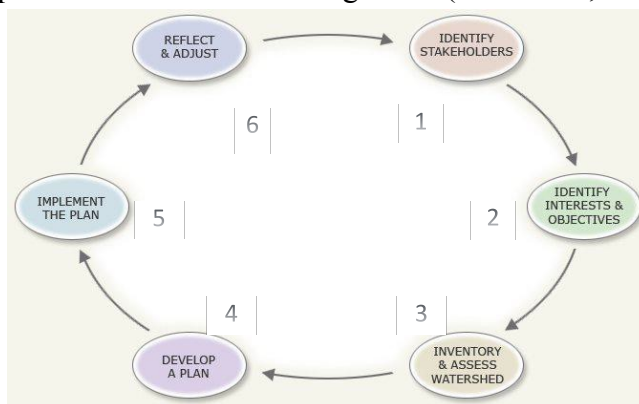 REFLECT
& ADJUST
IDENTIFY
STAKEHOLDERS
6
1
IMPLEMENT
THE PLAN
5
2
IDENTIFY
INTERESTS &
OBJECTIVES
4
3
DEVELOP
A PLAN
INVENTORY
& ASSESS
WATERSHED